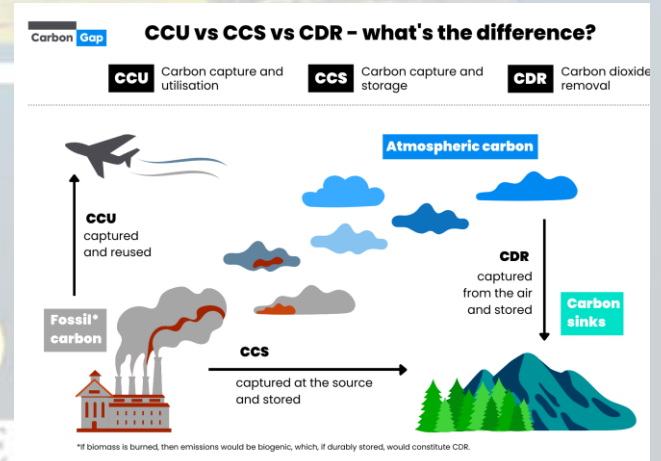 Carbon Gap
CCU vs CCS vs CDR - what's the difference?
CCU
Carbon capture and
utilisation
CCS
Carbon capture and
storage
CDR
Carbon dioxide
removal
Atmospheric carbon
CCU
captured
and reused
CDR
captured
from the air
and stored
Fossil*
carbon
Carbon
sinks
CCS
captured at the source
and stored
*If biomass is burned, then emissions would be biogenic, which, if durably stored, would constitute CDR.